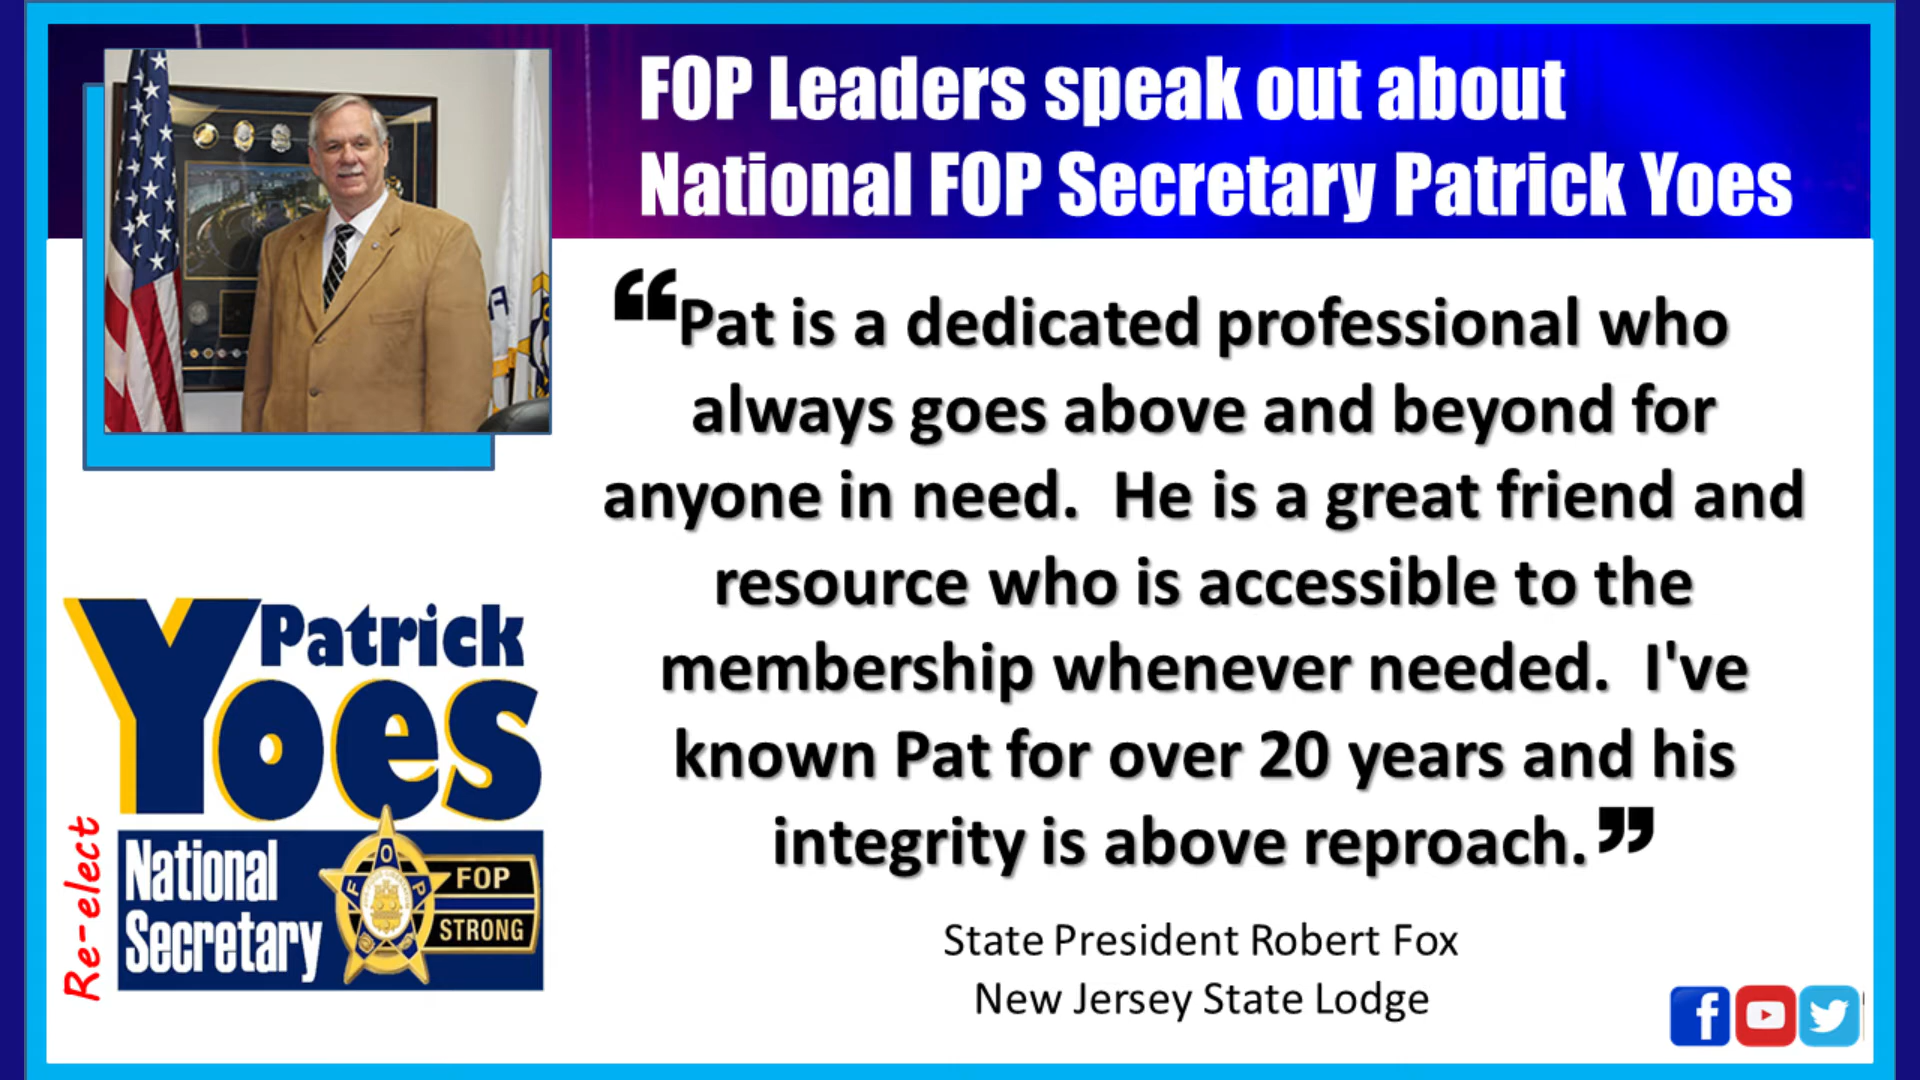 FOP Leaders speak out about
National FOP Secretary Patrick Yoes
“Pat is a dedicated professional who
always goes above and beyond for
anyone in need.  He is a great friend and
resource who is accessible to the
membership whenever needed.  I've
known Pat for over 20 years and his
integrity is above reproach.”
State President Robert Fox
New Jersey State Lodge
Patrick
Yoes
Re-elect
National
Secretary
F O P
FOP
STRONG